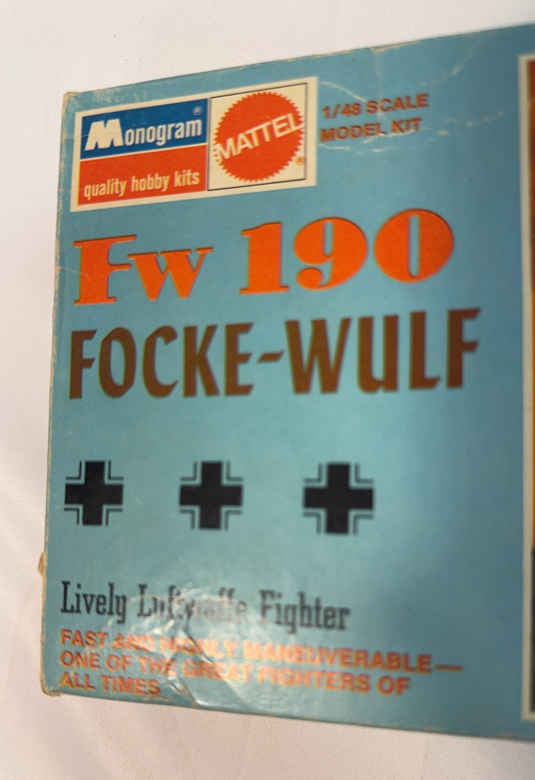 Monogram®
quality hobby kits
MATTEL®
1/48 SCALE
MODEL KIT
Fw 190
FOCKE-WULF
Lively Luftwaffe Fighter
FAST AND HIGHLY MANEUVERABLE—
ONE OF THE GREAT FIGHTERS OF
ALL TIMES